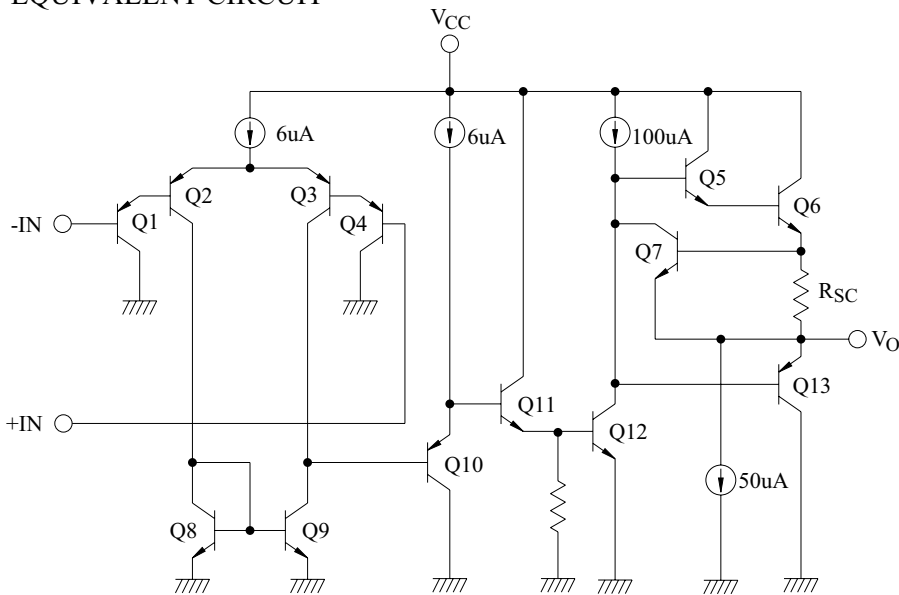 EQUIVALENT CIRCUIT
VCC
6uA
6uA
100uA
Q5
Q2
Q3
Q6
-IN
Q1
Q4
Q7
RSC
VO
Q13
Q11
+IN
Q12
Q10
50uA
Q8
Q9